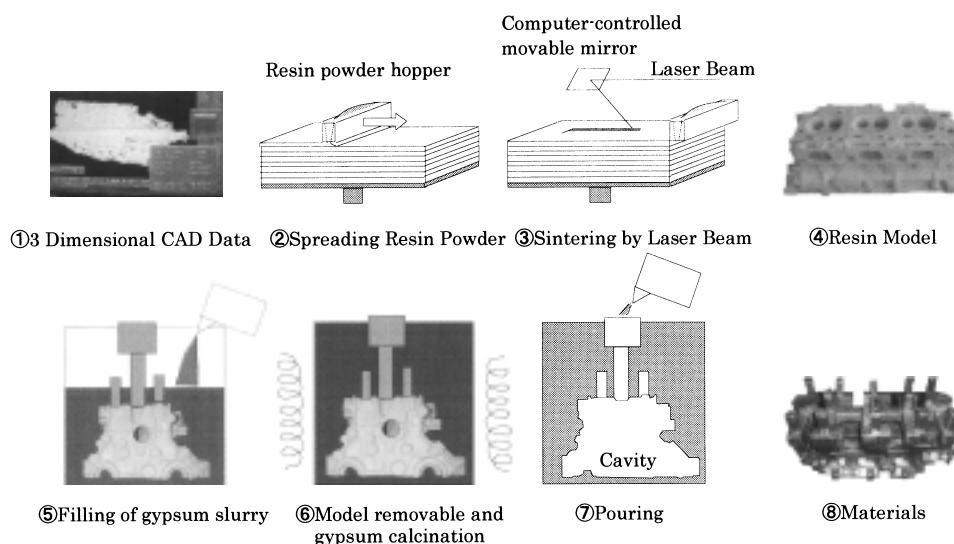 Computer-controlled
movable mirror
Resin powder hopper
Laser Beam
①3 Dimensional CAD Data
②Spreading Resin Powder
③Sintering by Laser Beam
④Resin Model
Cavity
⑤Filling of gypsum slurry
⑥Model removable and
gypsum calcination
⑦Pouring
⑧Materials